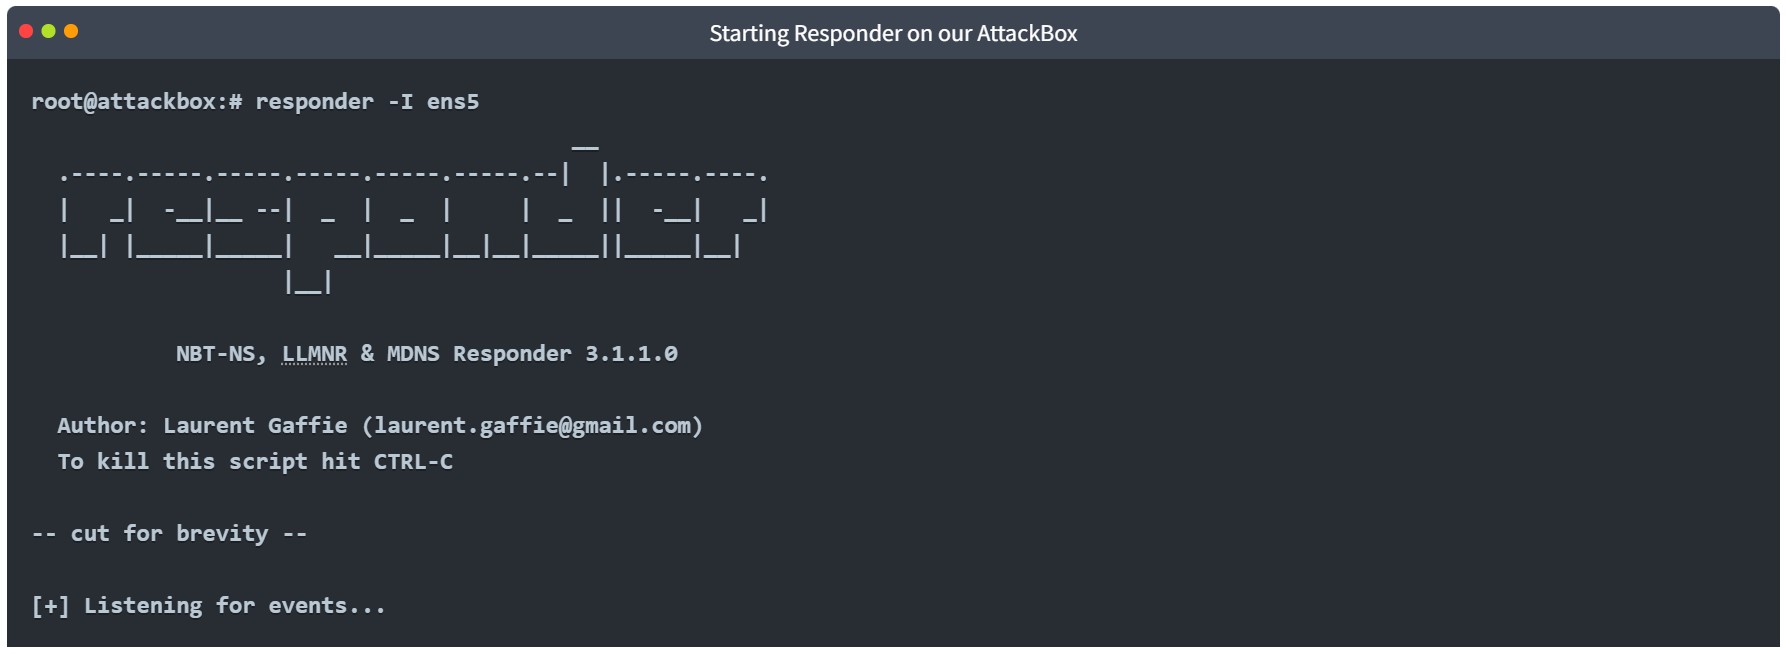 Starting Responder on our AttackBox
root@attackbox:# responder -I ens5
                                         __
  .----.-----.-----.-----.-----.-----.--|  |.-----.----.
  |   _|  -__|__ --|  _  |  _  |     |  _  ||  -__|   _|
  |__| |_____|_____|   __|_____|__|__|_____||_____|__|
                   |__|
NBT-NS, LLMNR & MDNS Responder 3.1.1.0
Author: Laurent Gaffie (laurent.gaffie@gmail.com)
To kill this script hit CTRL-C
-- cut for brevity --
[+] Listening for events...